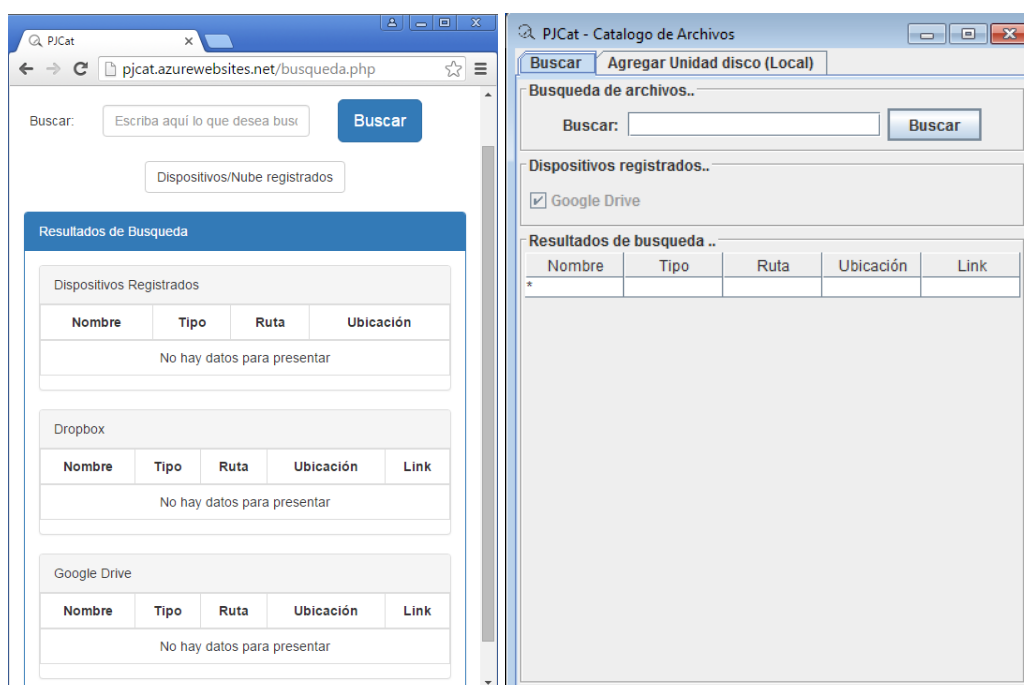 PJCat
pjcat.azurewebsites.net/busqueda.php
Buscar:
Escriba aquí lo que desea busc
Buscar
Dispositivos/Nube registrados
Resultados de Busqueda
Dispositivos Registrados
Nombre Tipo Ruta Ubicación
No hay datos para presentar
Dropbox
Nombre Tipo Ruta Ubicación Link
No hay datos para presentar
Google Drive
Nombre Tipo Ruta Ubicación Link
No hay datos para presentar
PJCat - Catalogo de Archivos
Buscar
Agregar Unidad disco (Local)
Busqueda de archivos..
Buscar:
Buscar
Dispositivos registrados..
Google Drive
Resultados de busqueda ..
Nombre Tipo Ruta Ubicación Link
*